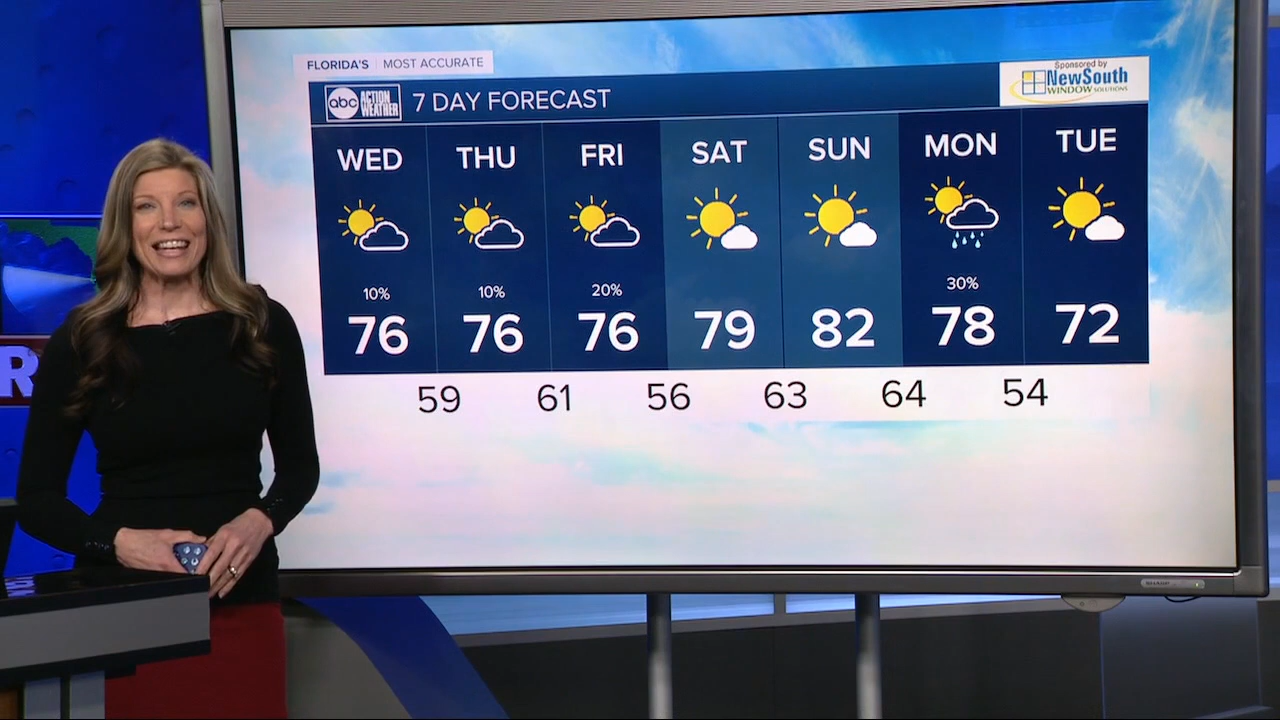 FLORIDA'S | MOST ACCURATE
abc ACTION WEATHER 7 DAY FORECAST
Sponsored by
NewSouth
WINDOW SOLUTIONS
WED THU FRI SAT SUN MON TUE
10% 10% 20% 30%
76 76 76 79 82 78 72
59 61 56 63 64 54
R
SHARP